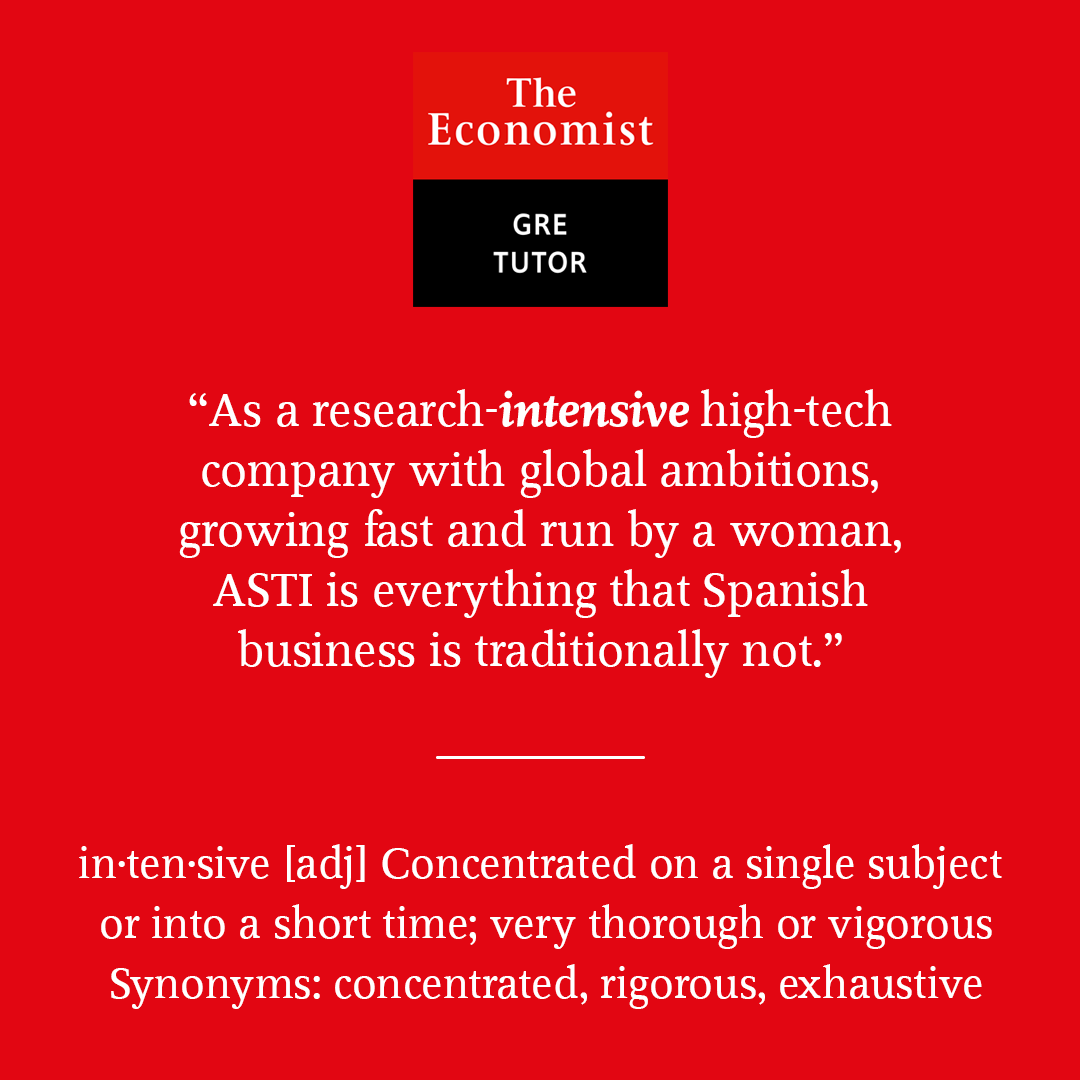 The
Economist
GRE
TUTOR
“As a research-intensive high-tech
company with global ambitions,
growing fast and run by a woman,
ASTI is everything that Spanish
business is traditionally not.”
in·ten·sive [adj] Concentrated on a single subject
or into a short time; very thorough or vigorous
Synonyms: concentrated, rigorous, exhaustive